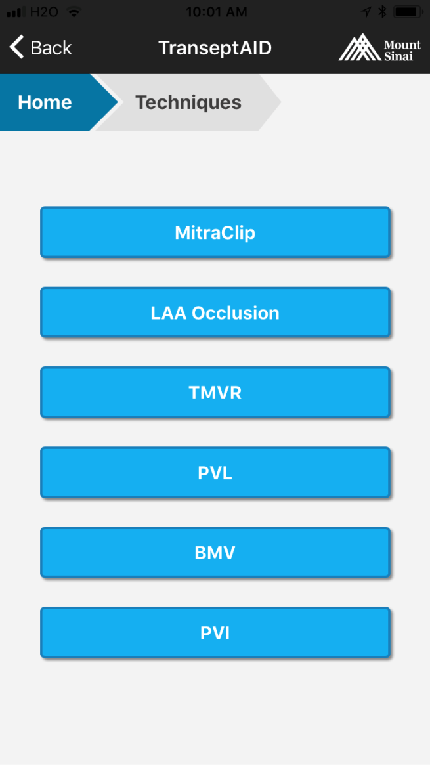 H2O 10:01 AM
Back TranseptAID Mount
Sinai
Home Techniques
MitraClip
LAA Occlusion
TMVR
PVL
BMV
PVI